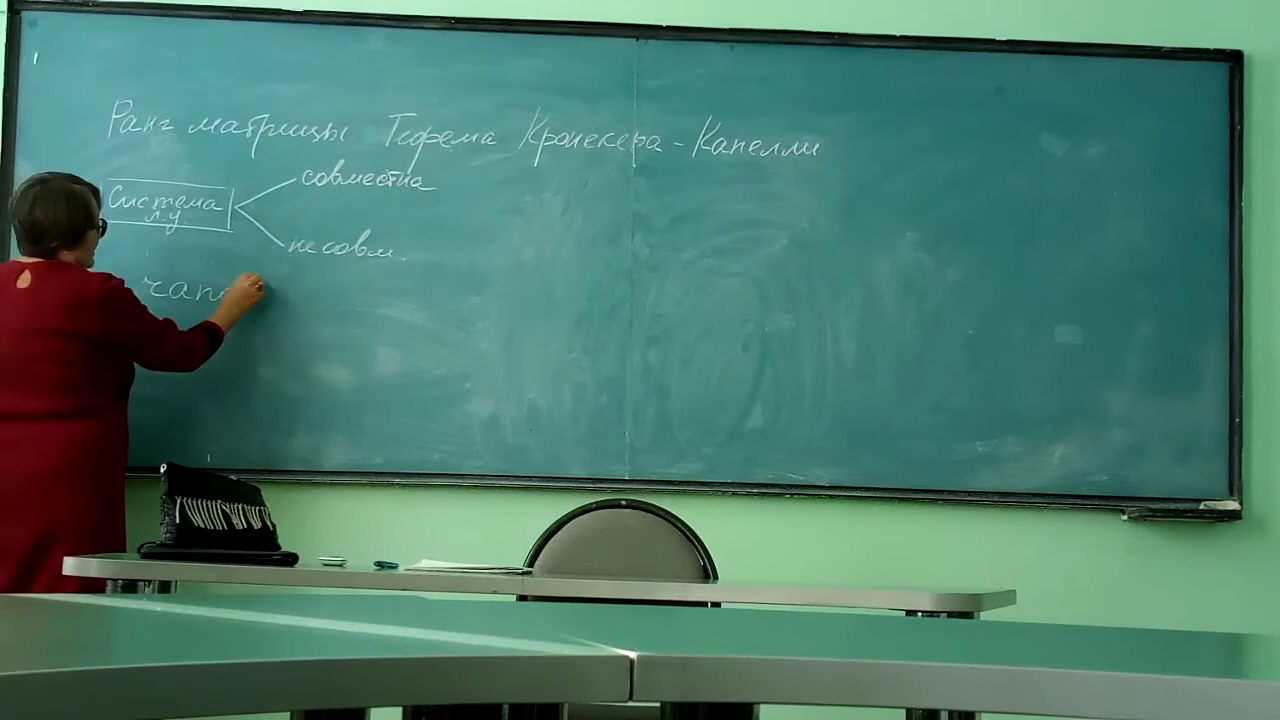 Ранг матрицы Теорема Кронекера-Капелли
Система л.у.
совместна
несовм.